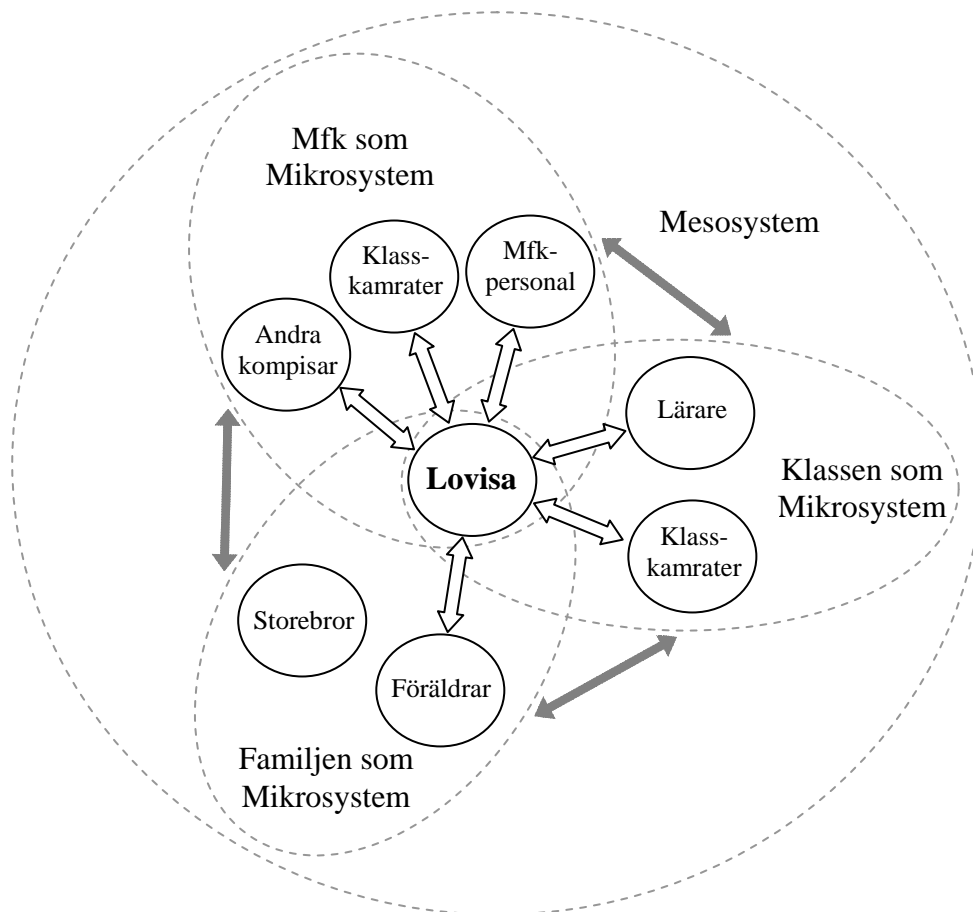 Mfk som
Mikrosystem
Mesosystem
Klass-
kamrater
Mfk-
personal
Andra
kompisar
Lärare
Lovisa
Klassen som
Mikrosystem
Klass-
kamrater
Storebror
Föräldrar
Familjen som
Mikrosystem